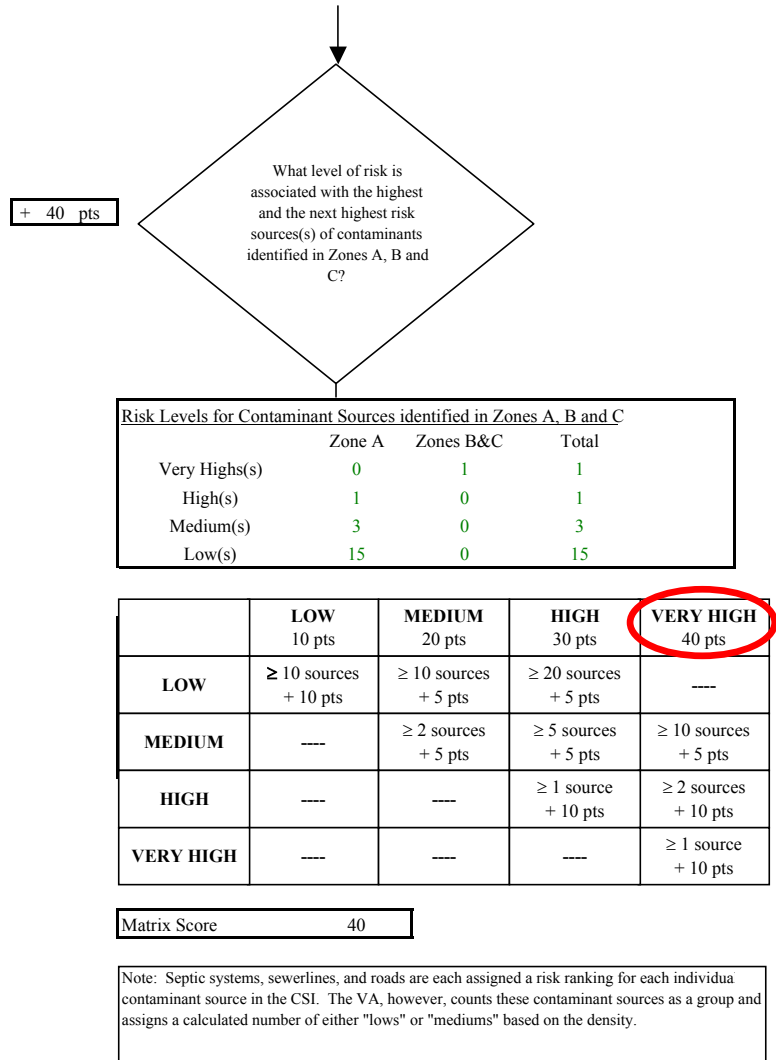 What level of risk is
associated with the highest
and the next highest risk
sources(s) of contaminants
identified in Zones A, B and
C?
+ 40 pts
Risk Levels for Contaminant Sources identified in Zones A, B and C
Zone A Zones B&C Total
Very Highs(s) 0 1 1
High(s) 1 0 1
Medium(s) 3 0 3
Low(s) 15 0 15
LOW MEDIUM HIGH VERY HIGH
10 pts 20 pts 30 pts 40 pts
LOW ≥ 10 sources ≥ 10 sources ≥ 20 sources ----
+ 10 pts + 5 pts + 5 pts
MEDIUM ---- ≥ 2 sources ≥ 5 sources ≥ 10 sources
+ 5 pts + 5 pts + 5 pts
HIGH ---- ---- ≥ 1 source ≥ 2 sources
+ 10 pts + 10 pts
VERY HIGH ---- ---- ---- ≥ 1 source
+ 10 pts
Matrix Score 40
Note: Septic systems, sewerlines, and roads are each assigned a risk ranking for each individua
contaminant source in the CSI. The VA, however, counts these contaminant sources as a group and
assigns a calculated number of either "lows" or "mediums" based on the density.